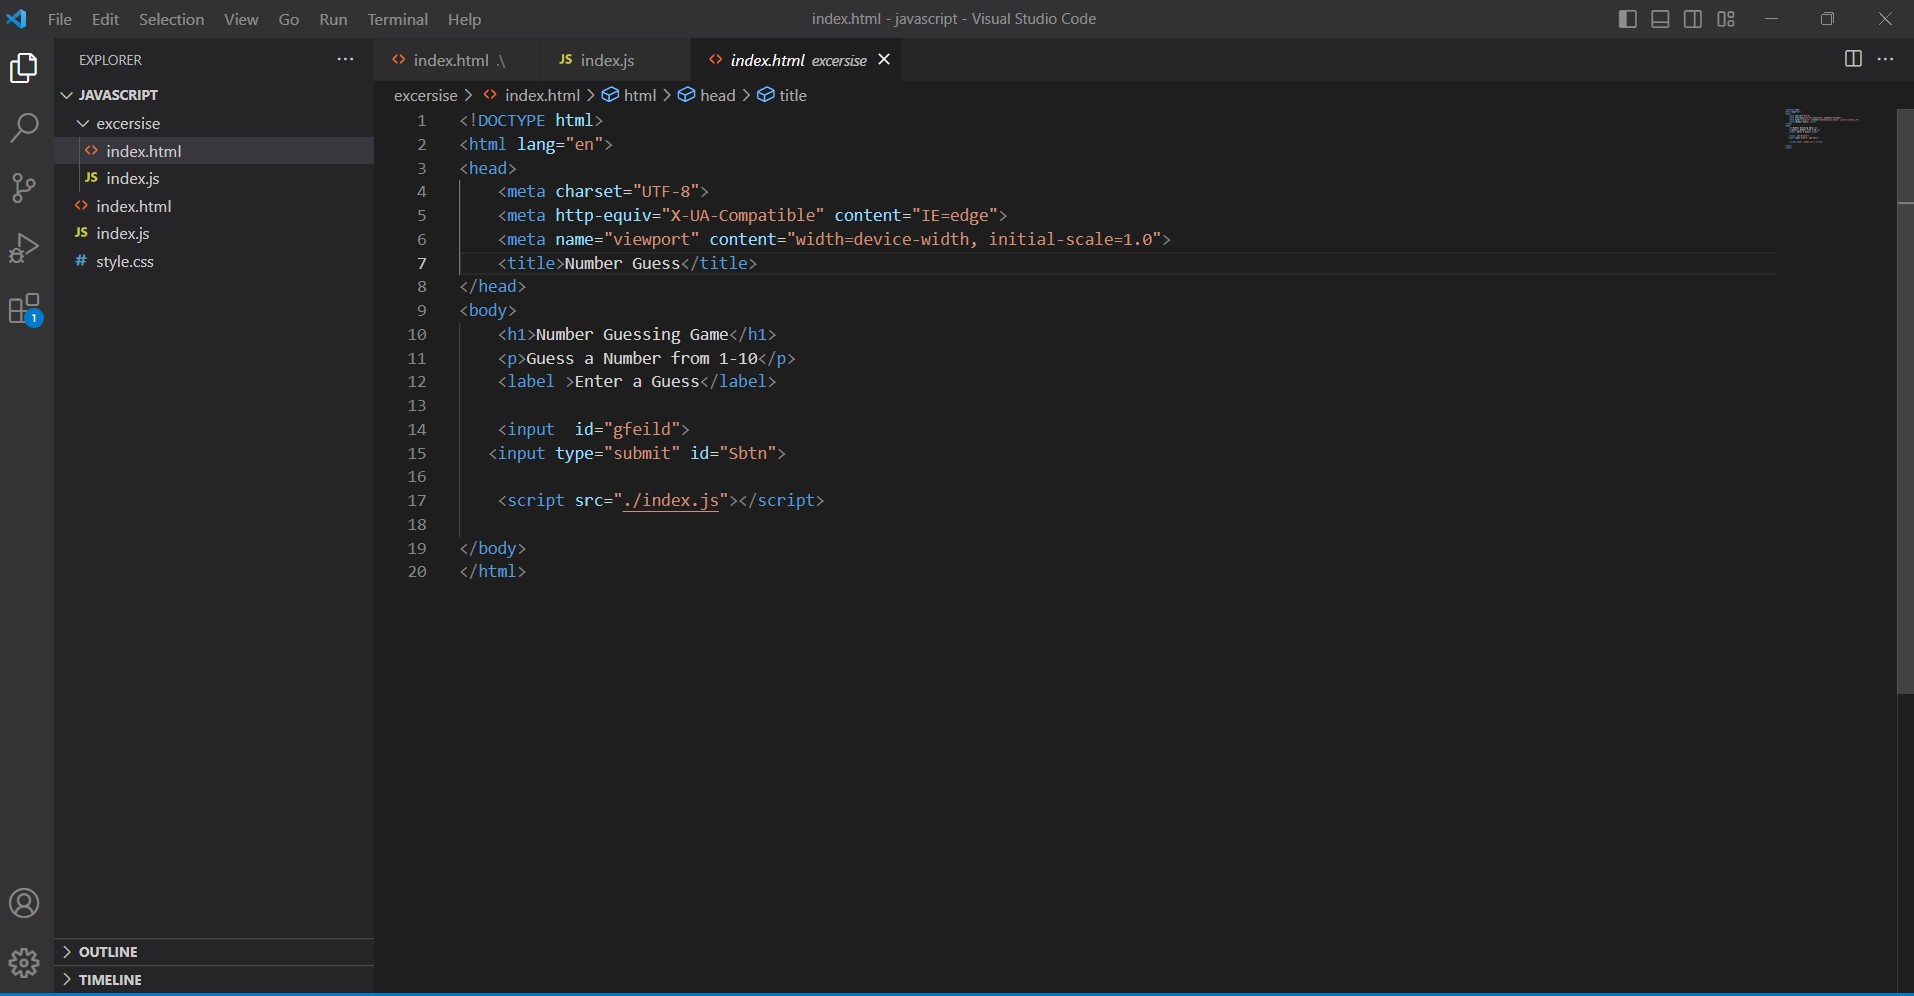 File Edit Selection View Go Run Terminal Help
index.html - javascript - Visual Studio Code
EXPLORER
JAVASCRIPT
excersise
<> index.html
JS index.js
<> index.html
JS index.js
# style.css
1
OUTLINE
TIMELINE
<> index.html .\
JS index.js
<> index.html excersise
excersise > <> index.html > html > head > title
1 <!DOCTYPE html>
2 <html lang="en">
3 <head>
4 <meta charset="UTF-8">
5 <meta http-equiv="X-UA-Compatible" content="IE=edge">
6 <meta name="viewport" content="width=device-width, initial-scale=1.0">
7 <title>Number Guess</title>
8 </head>
9 <body>
10 <h1>Number Guessing Game</h1>
11 <p>Guess a Number from 1-10</p>
12 <label >Enter a Guess</label>
13
14 <input  id="gfeild">
15 <input type="submit" id="Sbtn">
16
17 <script src="./index.js"></script>
18
19 </body>
20 </html>